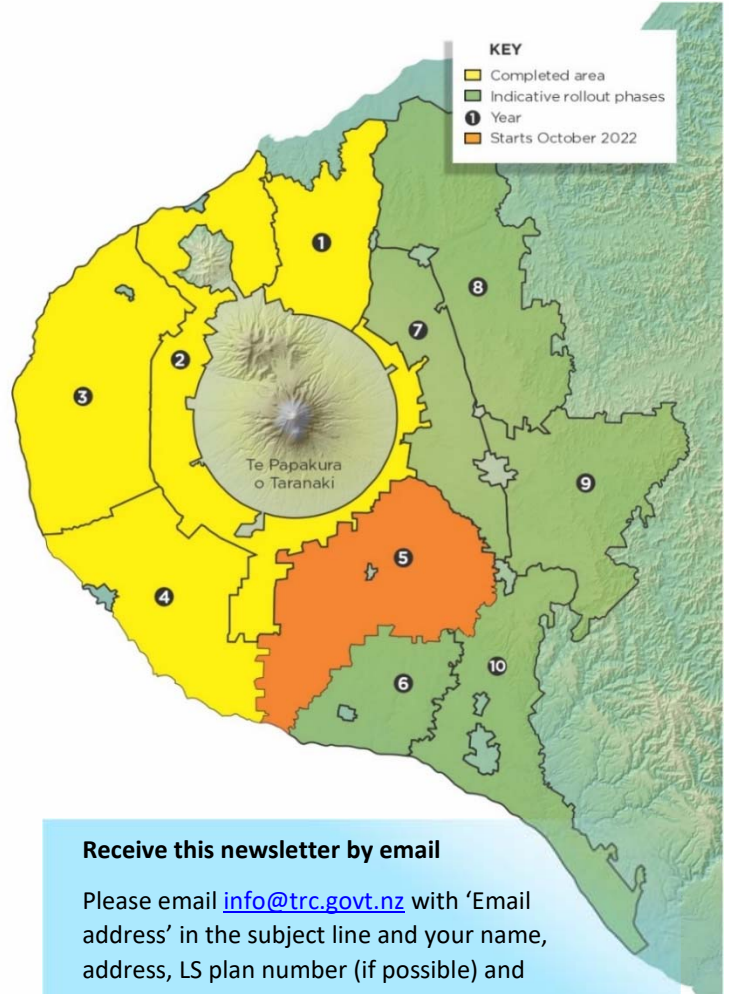 KEY
Completed area
Indicative rollout phases
1 Year
Starts October 2022
1
8
7
2
3
Te Papakura
o Taranaki
9
5
4
10
6
Receive this newsletter by email
Please email info@trc.govt.nz with ‘Email
address’ in the subject line and your name,
address, LS plan number (if possible) and